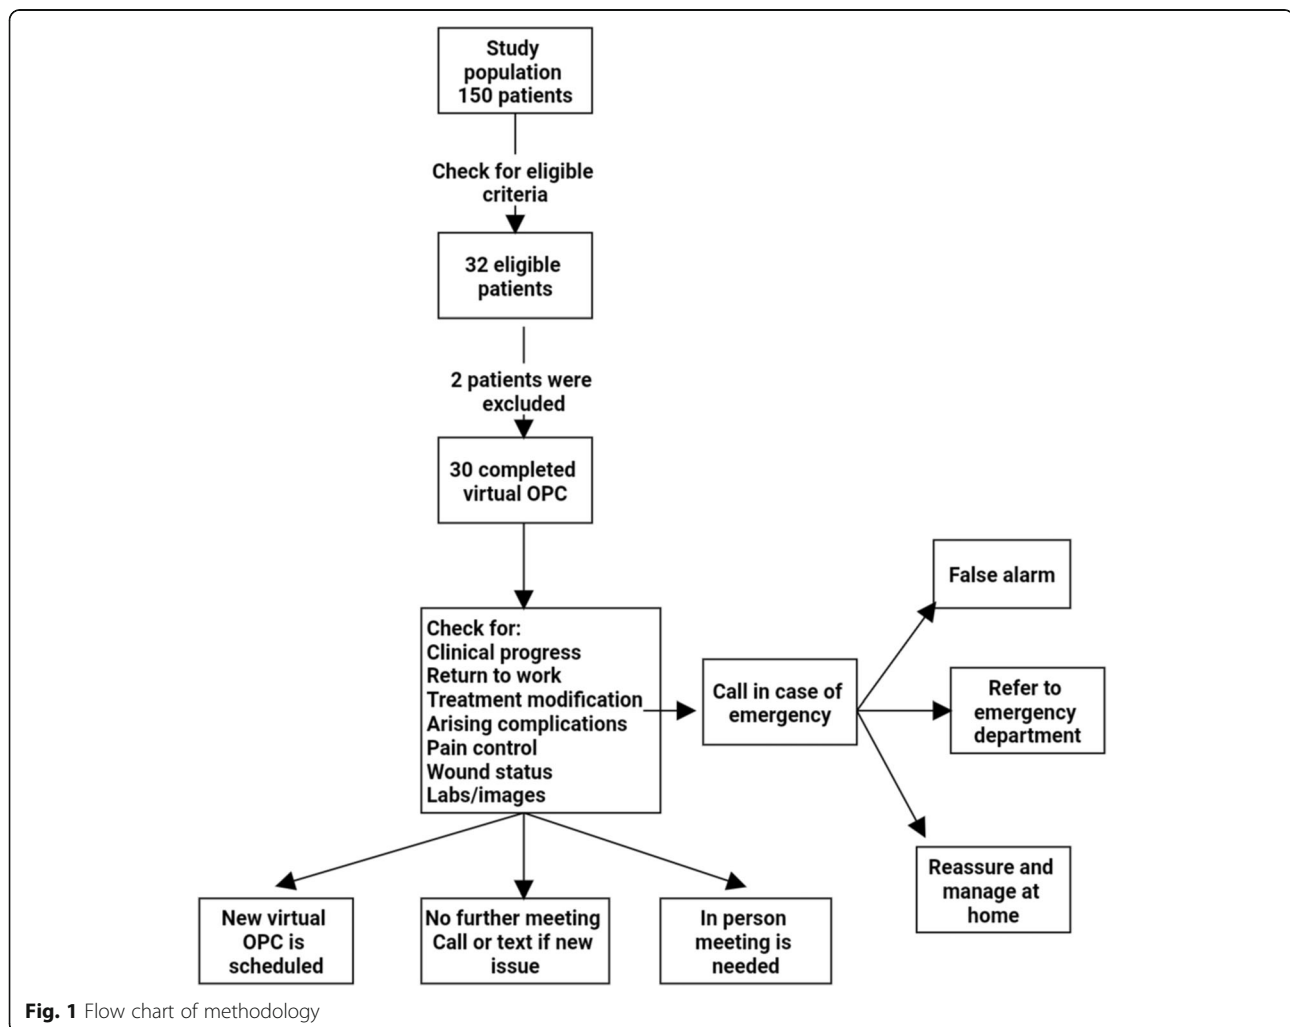 Study
population
150 patients
Check for eligible
criteria
32 eligible
patients
2 patients were
excluded
30 completed
virtual OPC
Check for:
Clinical progress
Return to work
Treatment modification
Arising complications
Pain control
Wound status
Labs/images
Call in case of
emergency
False alarm
Refer to
emergency
department
Reassure and
manage at
home
New virtual
OPC is
scheduled
No further meeting
Call or text if new
issue
In person
meeting is
needed
Fig. 1 Flow chart of methodology